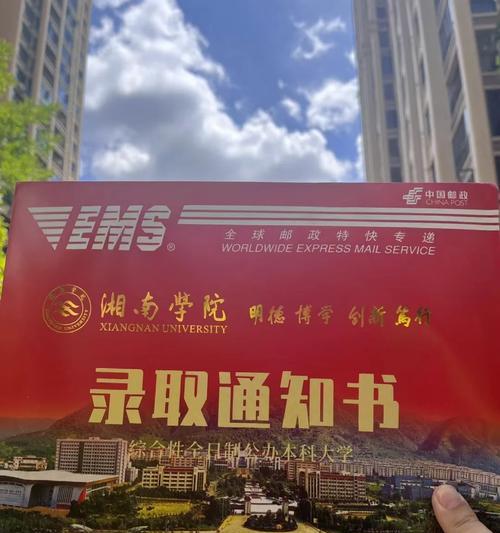 中国邮政
CHINA POST
EMS®
全球邮政特快专递
WORLDWIDE EXPRESS MAIL SERVICE
湘南学院
XIANGNAN UNIVERSITY
明德 博学 创新 笃行
录取通知书
综合性全日制公办本科大学